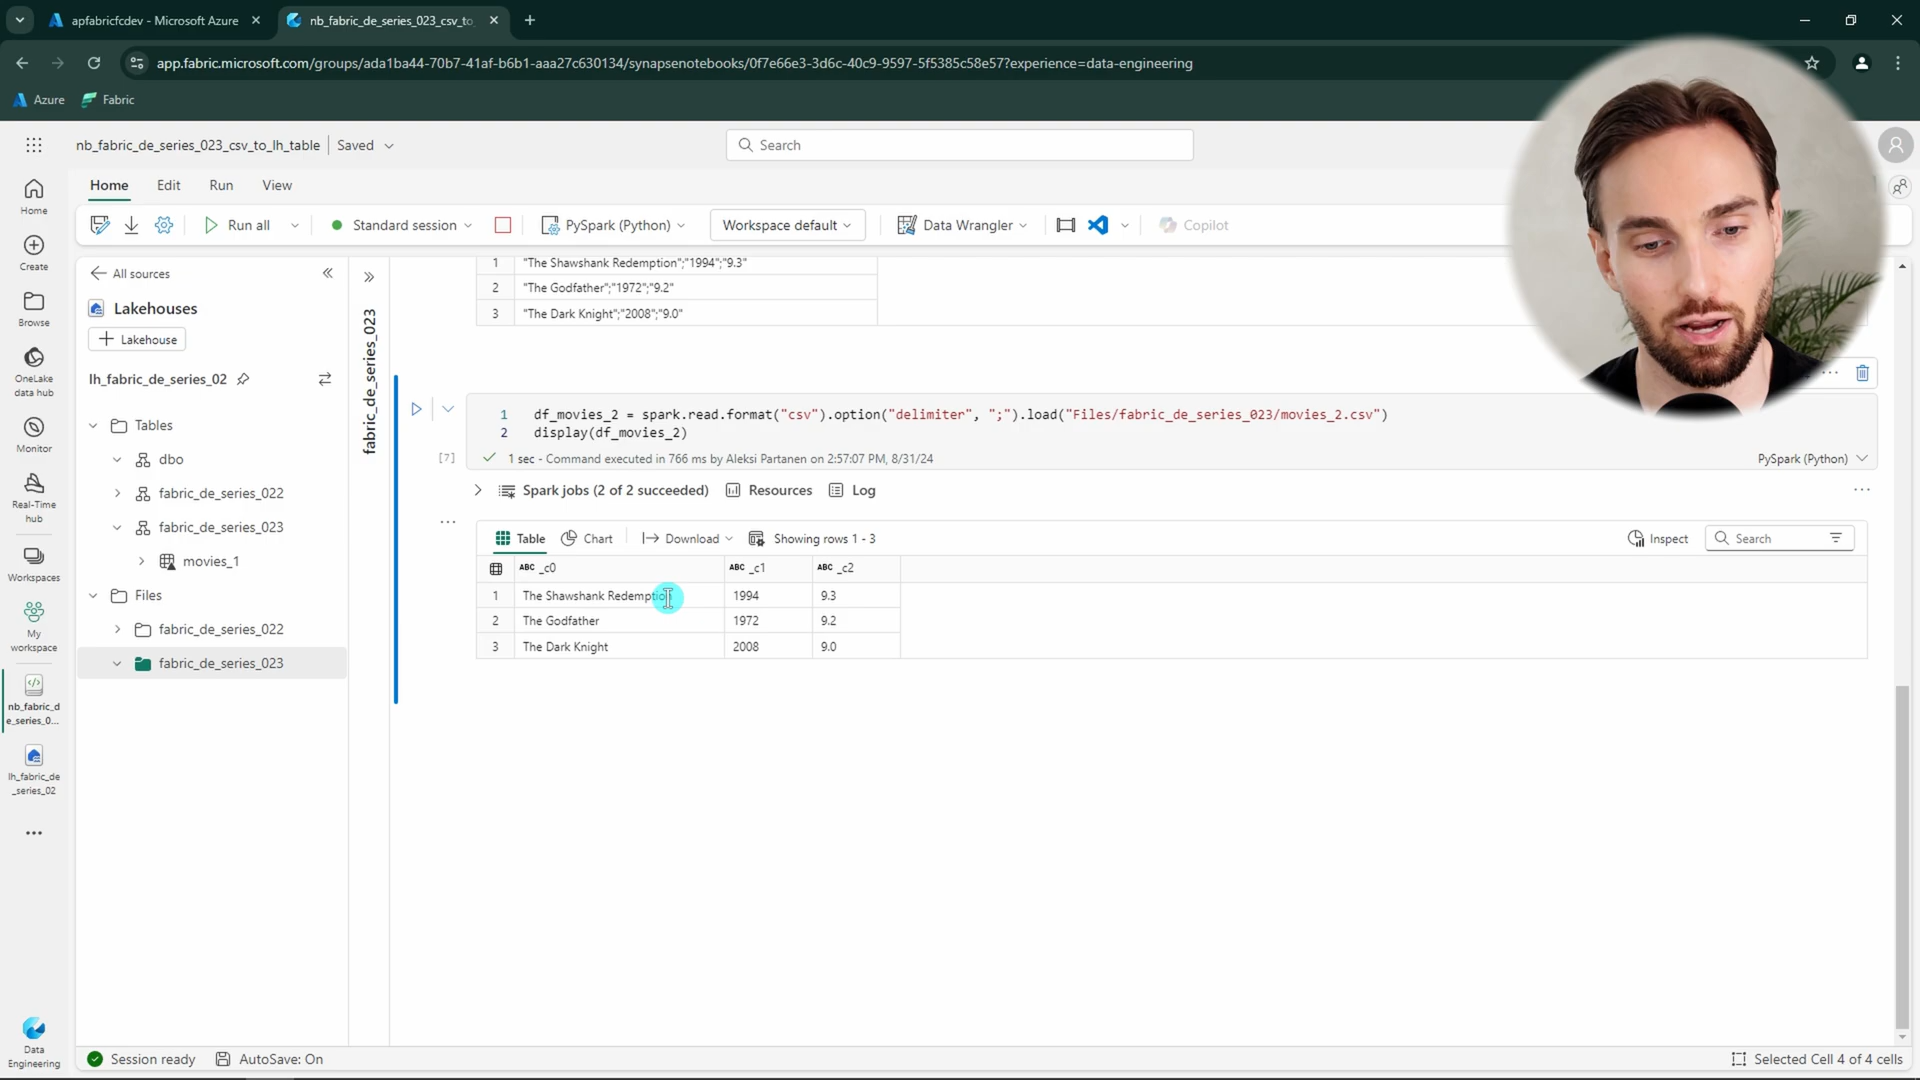 apfabricfcdev - Microsoft Azure
nb_fabric_de_series_023_csv_to
app.fabric.microsoft.com/groups/ada1ba44-70b7-41af-b6b1-aaa27c630134/synapsenotebooks/0f7e66e3-3d6c-40c9-9597-5f5385c58e57?experience=data-engineering
Azure
Fabric
nb_fabric_de_series_023_csv_to_lh_table
Saved
Search
Home
Edit
Run
View
Run all
Standard session
PySpark (Python)
Workspace default
Data Wrangler
Copilot
Home
Create
Browse
OneLake
data hub
Monitor
Real-Time
hub
Workspaces
My
workspace
nb_fabric_d
e_series_0...
lh_fabric_de
_series_02
Data
Engineering
All sources
Lakehouses
Lakehouse
lh_fabric_de_series_02
Tables
dbo
fabric_de_series_022
fabric_de_series_023
movies_1
Files
fabric_de_series_022
fabric_de_series_023
fabric_de_series_023
1 "The Shawshank Redemption";"1994";"9.3"
2 "The Godfather";"1972";"9.2"
3 "The Dark Knight";"2008";"9.0"
1 df_movies_2 = spark.read.format("csv").option("delimiter", ";").load("Files/fabric_de_series_023/movies_2.csv")
2 display(df_movies_2)
[7]
1 sec - Command executed in 766 ms by Aleksi Partanen on 2:57:07 PM, 8/31/24
PySpark (Python)
Spark jobs (2 of 2 succeeded)
Resources
Log
Table
Chart
Download
Showing rows 1 - 3
Inspect
Search
ABC _c0 ABC _c1 ABC _c2
1 The Shawshank Redemption 1994 9.3
2 The Godfather 1972 9.2
3 The Dark Knight 2008 9.0
Session ready
AutoSave: On
Selected Cell 4 of 4 cells